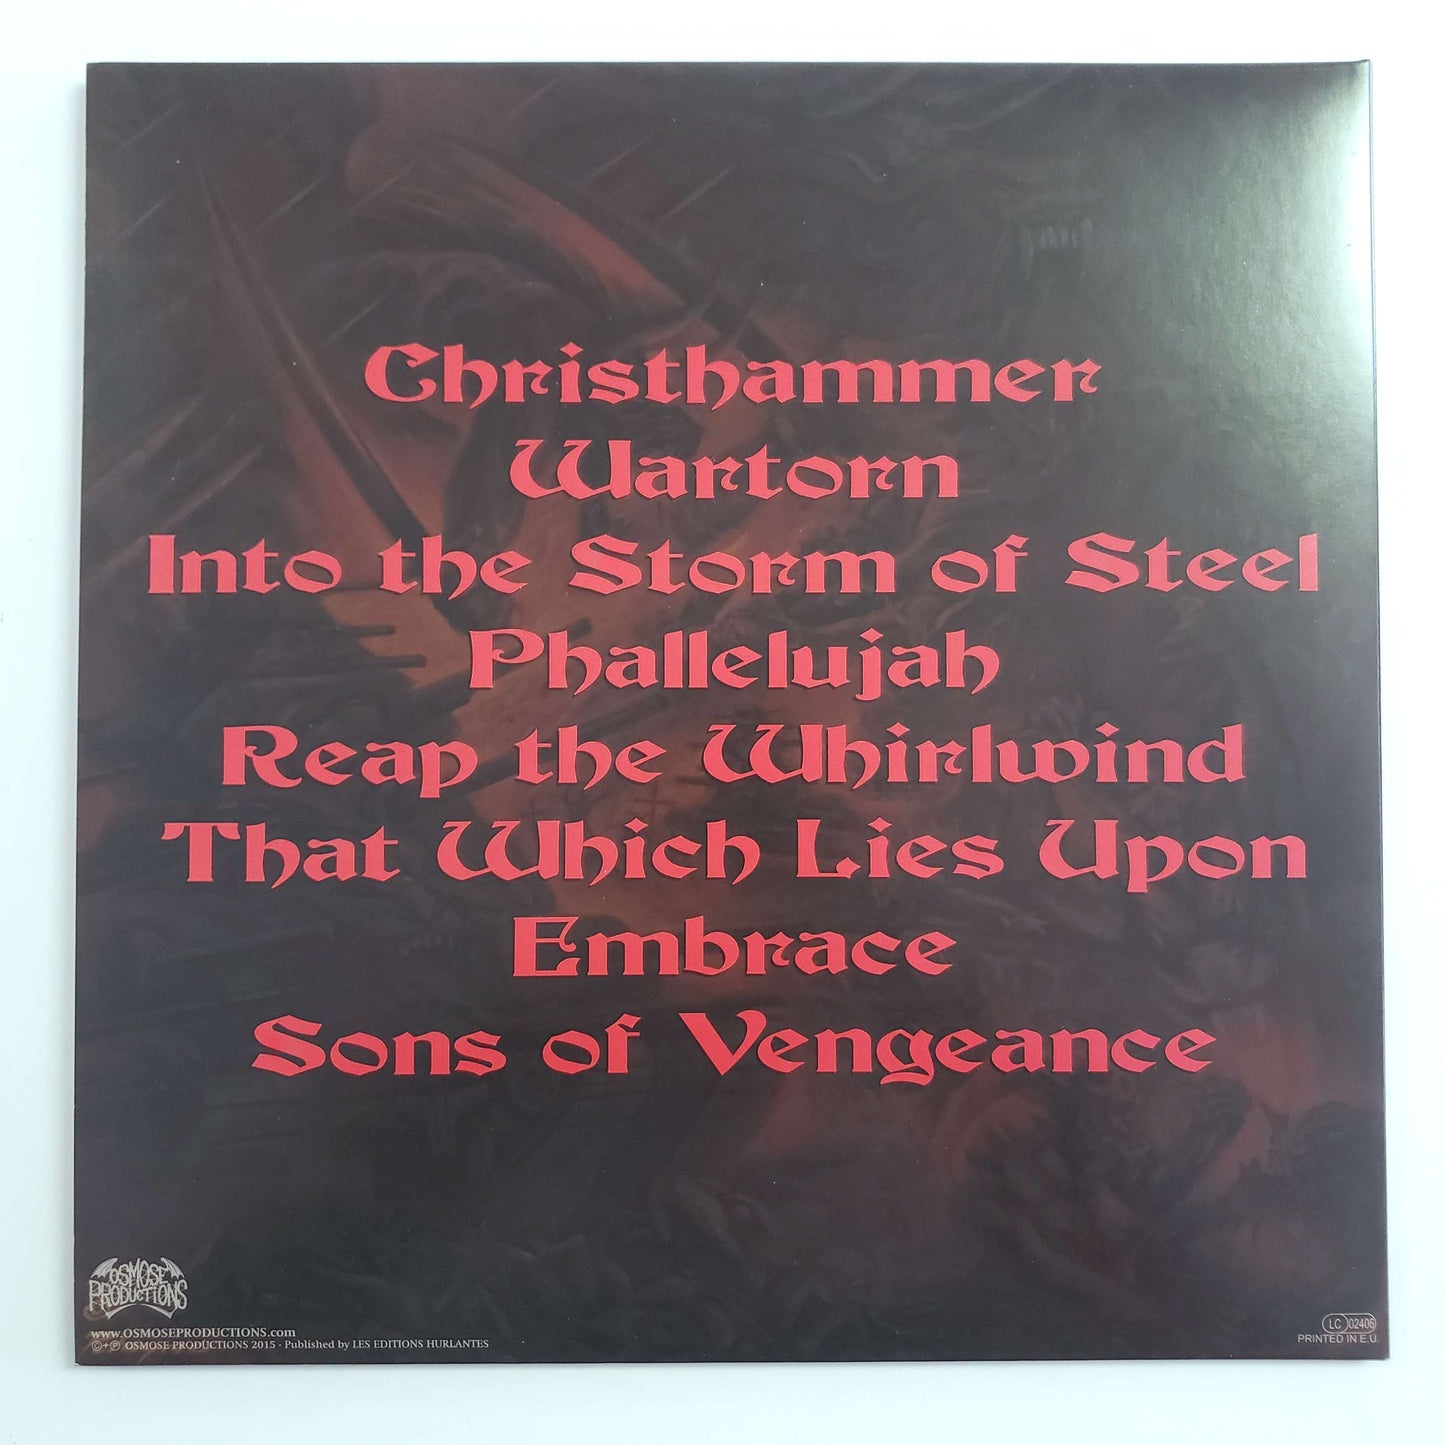 Christhammer
Wartorn
Into the Storm of Steel
Phallelujah
Reap the Whirlwind
That Which Lies Upon
Embrace
Sons of Vengeance
OSMOSE
PRODUCTIONS
www.OSMOSEPRODUCTIONS.com
©+℗ OSMOSE PRODUCTIONS 2015 - Published by LES EDITIONS HURLANTES
LC 02406
PRINTED IN E.U.